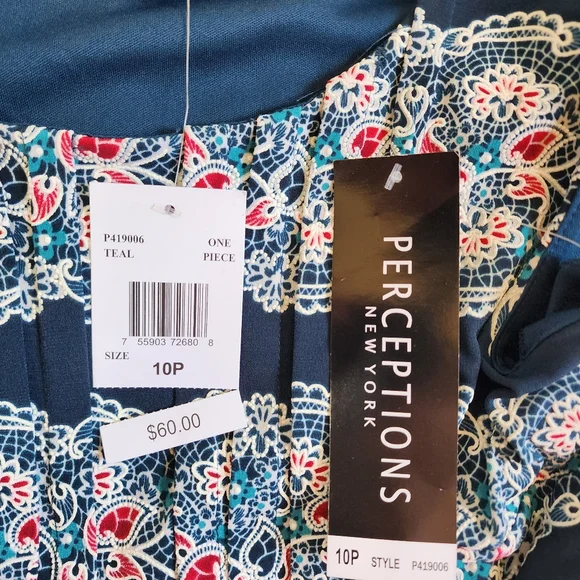 P419006 ONE
TEAL PIECE
7 55903 72680 8
SIZE
10P
$60.00
PERCEPTIONS
NEW YORK
10P STYLE P419006